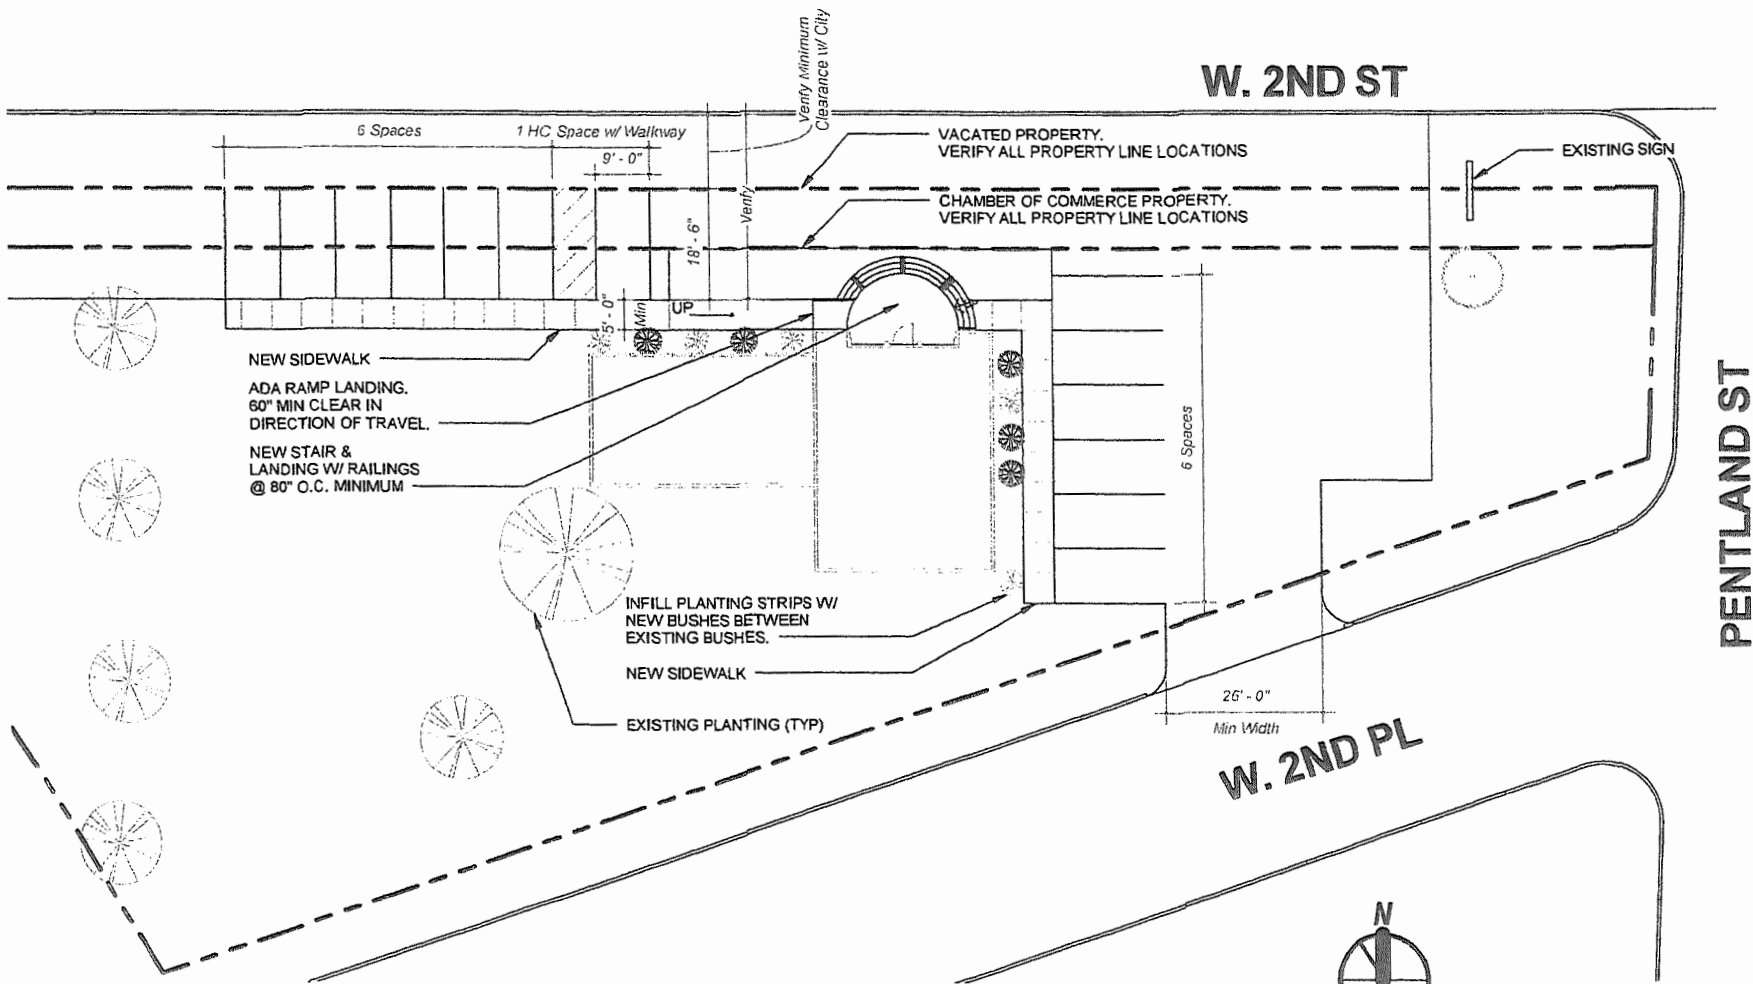 W. 2ND ST
Verify Minimum
Clearance w/ City
6 Spaces
1 HC Space w/ Walkway
9' - 0"
VACATED PROPERTY.
VERIFY ALL PROPERTY LINE LOCATIONS
EXISTING SIGN
CHAMBER OF COMMERCE PROPERTY.
VERIFY ALL PROPERTY LINE LOCATIONS
Verify
18' - 6"
5' - 0"
Min
UP
NEW SIDEWALK
ADA RAMP LANDING.
60" MIN CLEAR IN
DIRECTION OF TRAVEL.
NEW STAIR &
LANDING W/ RAILINGS
@ 80" O.C. MINIMUM
6 Spaces
PENTLAND ST
INFILL PLANTING STRIPS W/
NEW BUSHES BETWEEN
EXISTING BUSHES.
NEW SIDEWALK
EXISTING PLANTING (TYP)
26' - 0"
Min Width
W. 2ND PL
N